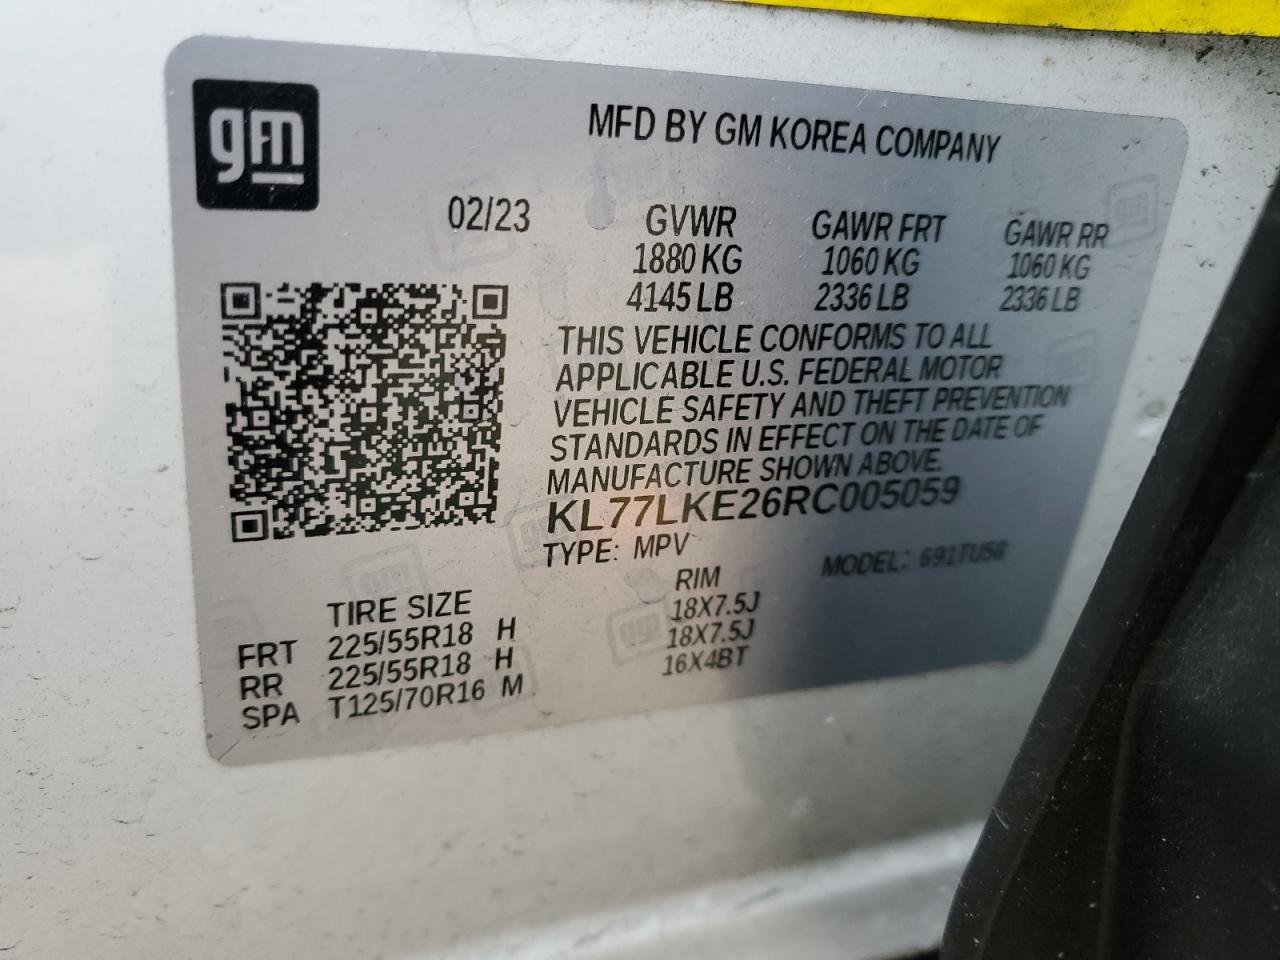 gm
MFD BY GM KOREA COMPANY
02/23 GVWR GAWR FRT GAWR RR
1880 KG 1060 KG 1060 KG
4145 LB 2336 LB 2336 LB
THIS VEHICLE CONFORMS TO ALL
APPLICABLE U.S. FEDERAL MOTOR
VEHICLE SAFETY AND THEFT PREVENTION
STANDARDS IN EFFECT ON THE DATE OF
MANUFACTURE SHOWN ABOVE.
KL77LKE26RC005059
TYPE: MPV MODEL: 691TU58
TIRE SIZE RIM
FRT 225/55R18 H 18X7.5J
RR 225/55R18 H 18X7.5J
SPA T125/70R16 M 16X4BT